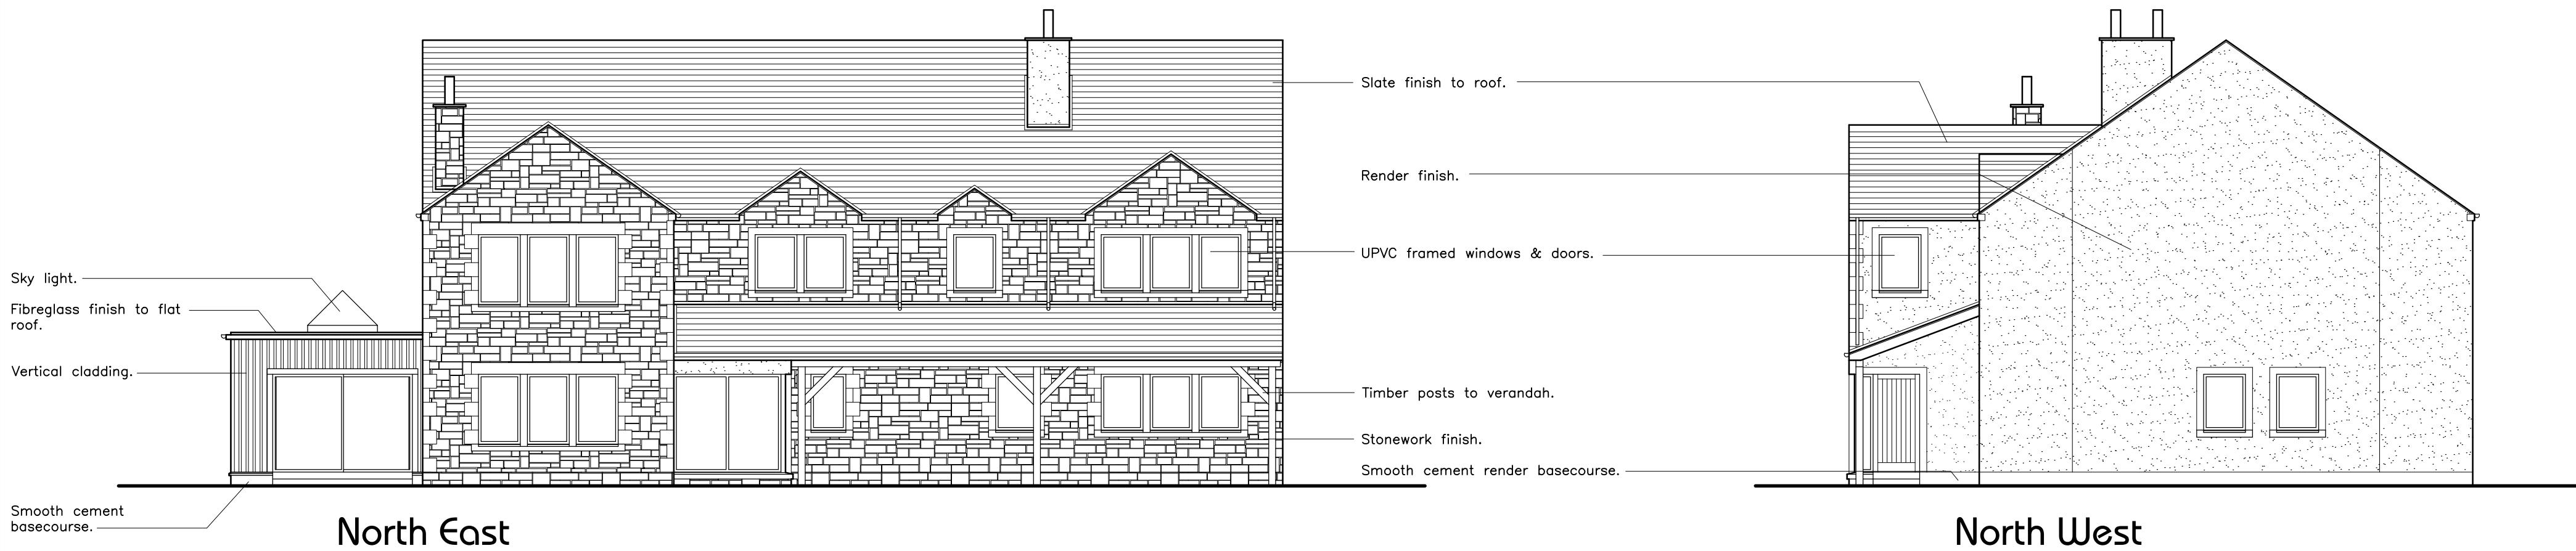 Sky light.
Fibreglass finish to flat
roof.
Vertical cladding.
Smooth cement
basecourse.
North East
Slate finish to roof.
Render finish.
UPVC framed windows & doors.
Timber posts to verandah.
Stonework finish.
Smooth cement render basecourse.
North West